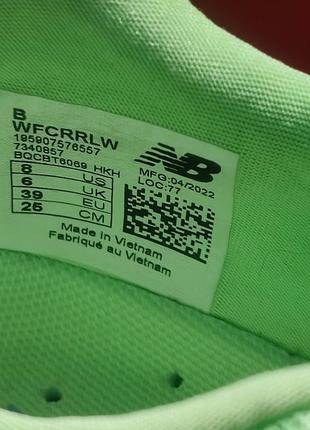 B
WFCRRLW
195907576557
7340857
BQCBT6069 HKH
8 US
6 UK
39 EU
25 CM
NB
MFG:04/2022
LOC:77
Made in Vietnam
Fabriqué au Vietnam